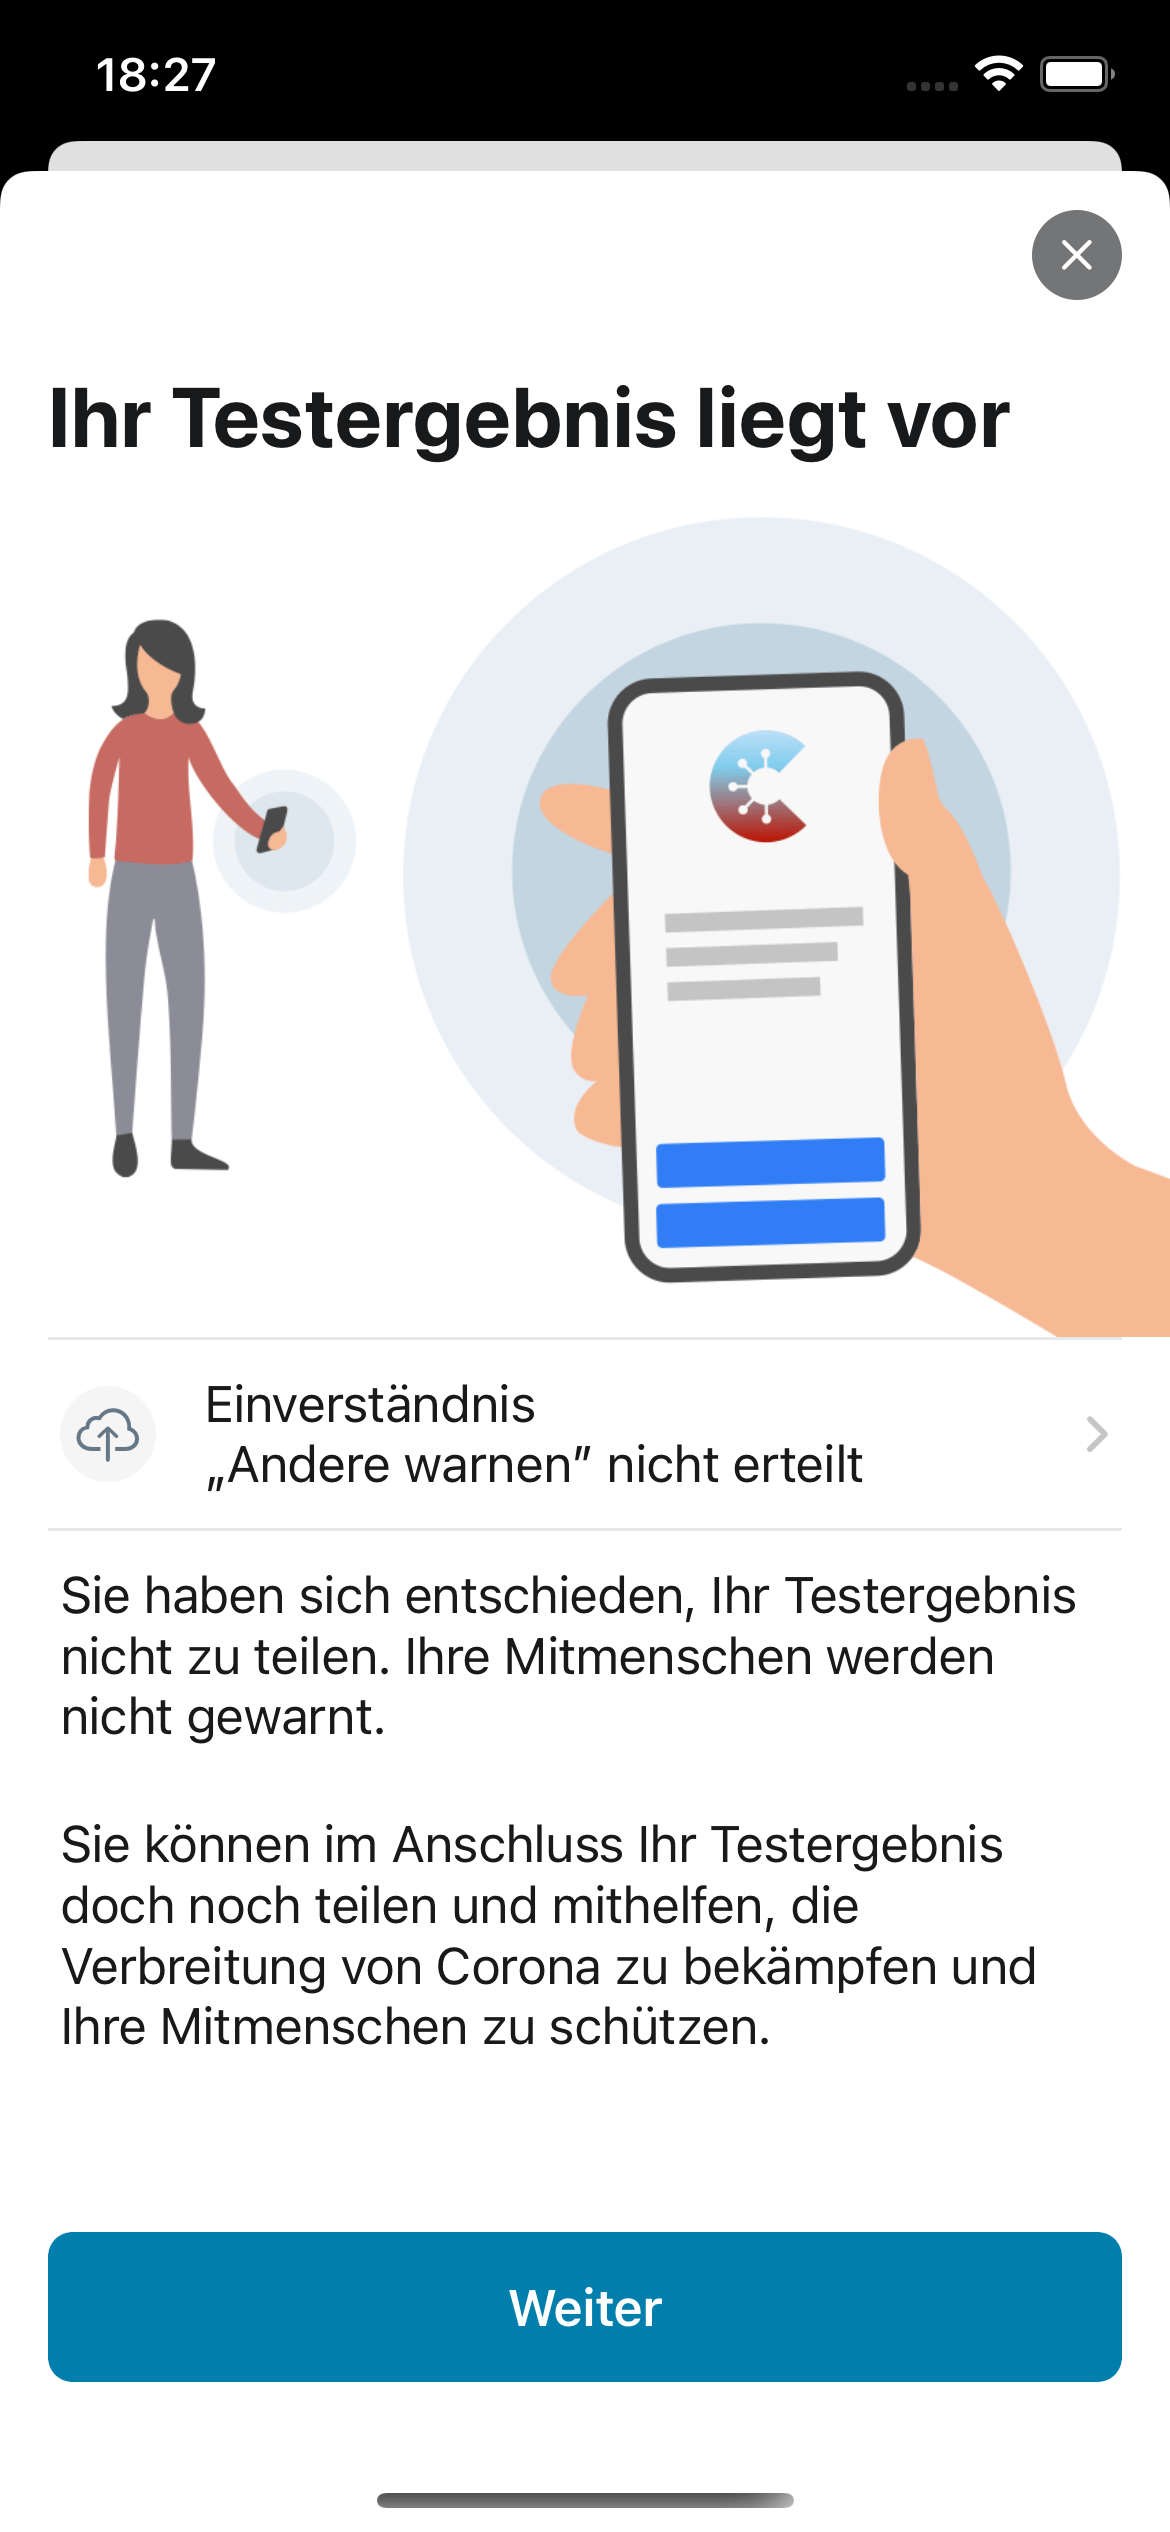 18:27
Ihr Testergebnis liegt vor
Einverständnis
„Andere warnen” nicht erteilt
Sie haben sich entschieden, Ihr Testergebnis
nicht zu teilen. Ihre Mitmenschen werden
nicht gewarnt.
Sie können im Anschluss Ihr Testergebnis
doch noch teilen und mithelfen, die
Verbreitung von Corona zu bekämpfen und
Ihre Mitmenschen zu schützen.
Weiter